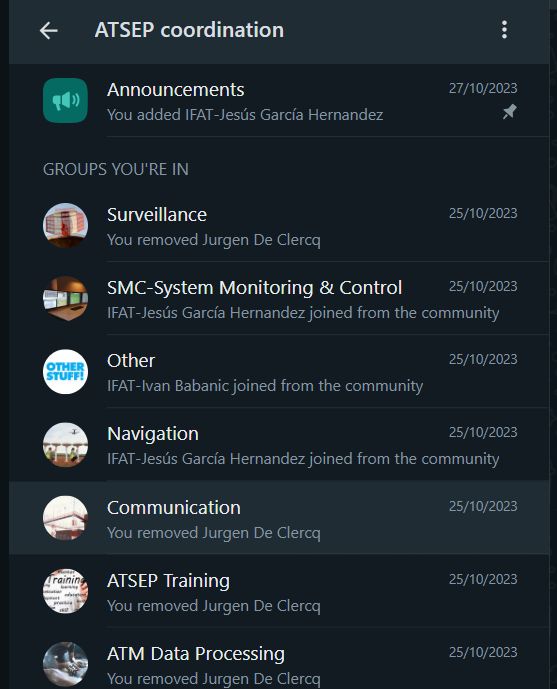 ATSEP coordination
Announcements
27/10/2023
You added IFAT-Jesús García Hernandez
GROUPS YOU'RE IN
Surveillance
25/10/2023
You removed Jurgen De Clercq
SMC-System Monitoring & Control
25/10/2023
IFAT-Jesús García Hernandez joined from the community
OTHER
STUFF!
Other
25/10/2023
IFAT-Ivan Babanic joined from the community
Navigation
25/10/2023
IFAT-Jesús García Hernandez joined from the community
Communication
25/10/2023
You removed Jurgen De Clercq
Training
ATSEP Training
25/10/2023
You removed Jurgen De Clercq
ATM Data Processing
25/10/2023
You removed Jurgen De Clercq